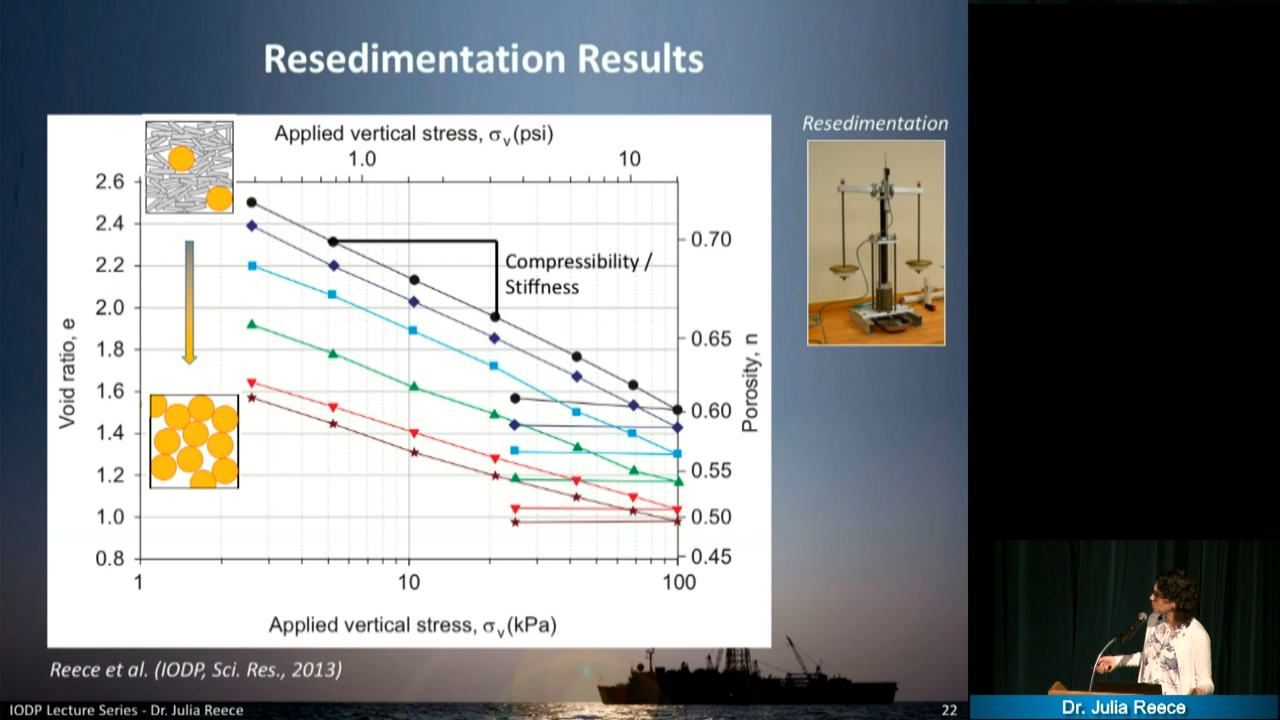 Resedimentation Results
Applied vertical stress, σv(psi)
1.0
10
2.6
2.4
2.2
2.0
1.8
1.6
1.4
1.2
1.0
0.8
Void ratio, e
Compressibility /
Stiffness
0.70
0.65
0.60
0.55
0.50
0.45
Porosity, n
1
10
100
Applied vertical stress, σv(kPa)
Resedimentation
Reece et al. (IODP, Sci. Res., 2013)
IODP Lecture Series - Dr. Julia Reece
22
Dr. Julia Reece